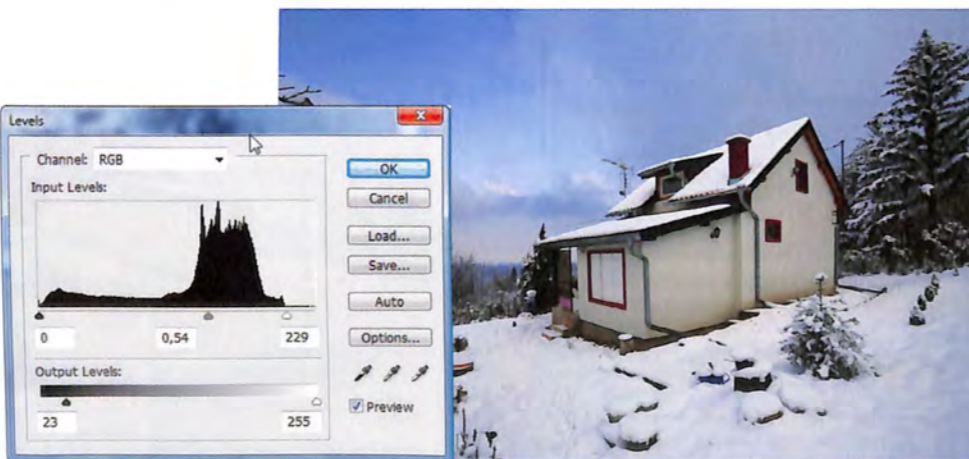 Levels
Channel: RGB
Input Levels:
0 0,54 229
Output Levels:
23 255
OK
Cancel
Load...
Save...
Auto
Options...
Preview